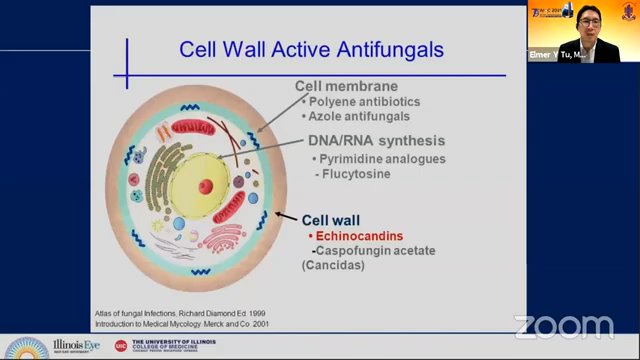 Elmer Y Tu, M...
Cell Wall Active Antifungals
Cell membrane
• Polyene antibiotics
• Azole antifungals
DNA/RNA synthesis
• Pyrimidine analogues
- Flucytosine
Cell wall
• Echinocandins
-Caspofungin acetate
(Cancidas)
Atlas of fungal Infections. Richard Diamond Ed. 1999
Introduction to Medical Mycology. Merck and Co. 2001
zoom
Illinois Eye
UIC
THE UNIVERSITY OF ILLINOIS
COLLEGE OF MEDICINE